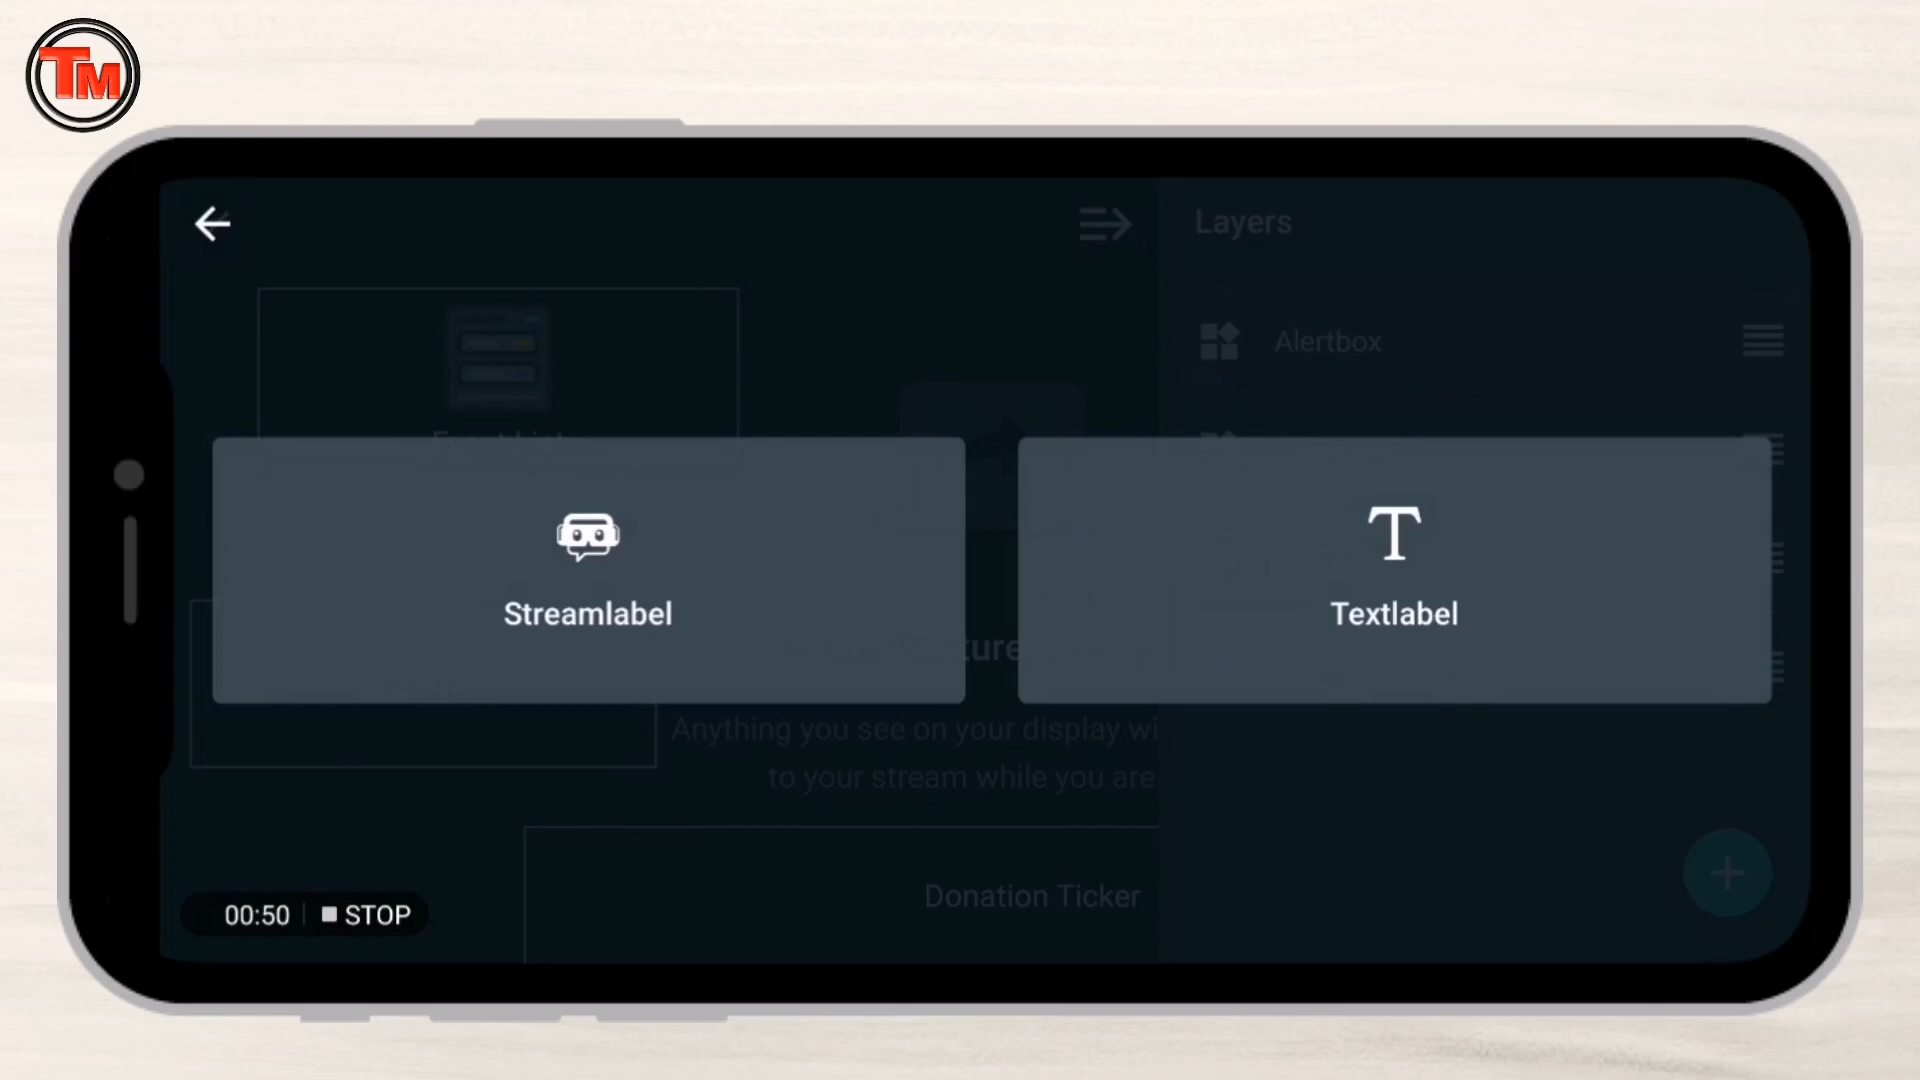 TM
Layers
Alertbox
Streamlabel
T
Textlabel
Anything you see on your display wi
to your stream while you are
Donation Ticker
00:50
STOP